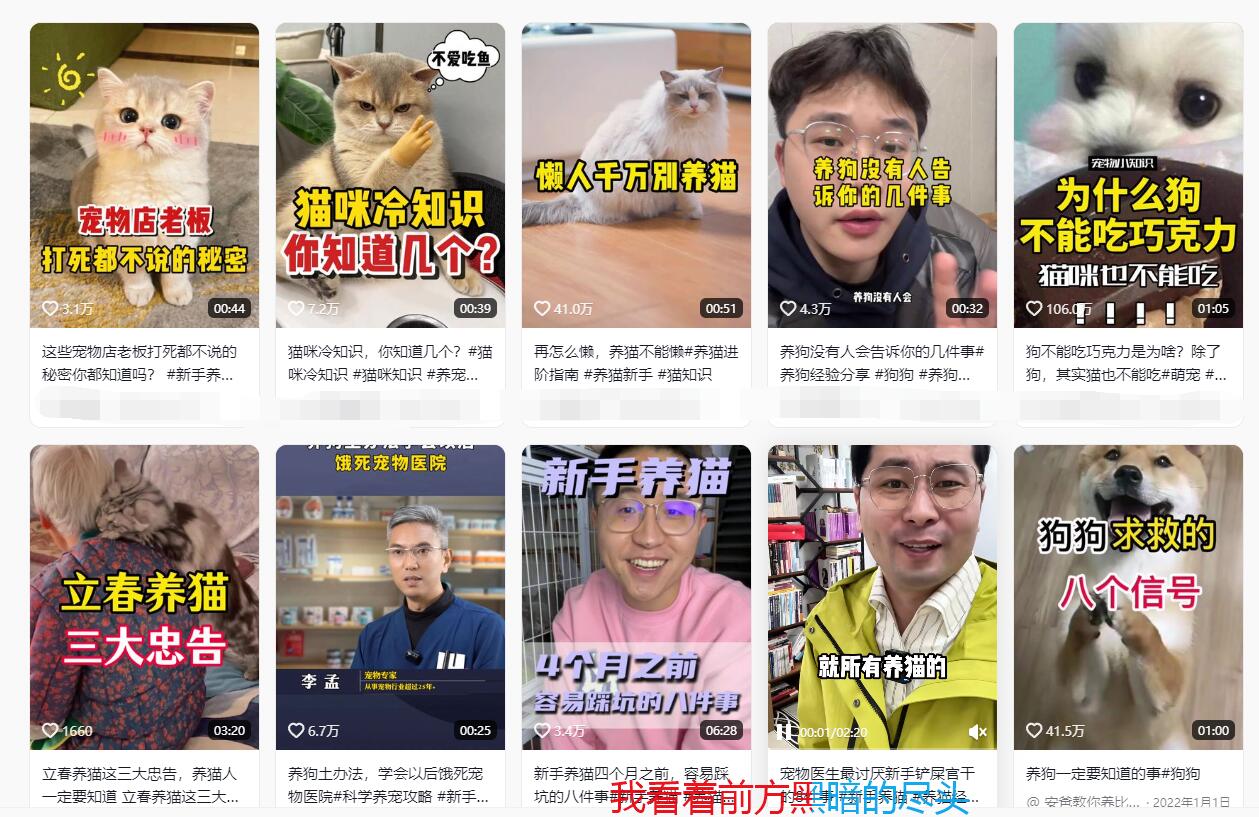 不爱吃鱼
宠物店老板
打死都不说的秘密
3.1万
00:44
这些宠物店老板打死都不说的
秘密你都知道吗？ #新手养...
猫咪冷知识
你知道几个?
7.2万
00:39
猫咪冷知识，你知道几个？#猫
咪冷知识 #猫咪知识 #养宠...
懒人千万别养猫
41.0万
00:51
再怎么懒，养猫不能懒#养猫进
阶指南 #养猫新手 #猫知识
养狗没有人告
诉你的几件事
养狗没有人会
4.3万
00:32
养狗没有人会告诉你的几件事#
养狗经验分享 #狗狗 #养狗...
宠物小知识
为什么狗
不能吃巧克力
猫咪也不能吃
！！！！
106.0万
01:05
狗不能吃巧克力是为啥？除了
狗，其实猫也不能吃#萌宠 #...
立春养猫
三大忠告
1660
03:20
立春养猫这三大忠告，养猫人
一定要知道 立春养猫这三大...
饿死宠物医院
李孟
宠物专家
从事宠物行业超过25年。
6.7万
00:25
养狗土办法，学会以后饿死宠
物医院#科学养宠攻略 #新手...
新手养猫
4个月之前
容易踩坑的八件事
3.4万
06:28
新手养猫四个月之前，容易踩
坑的八件事
就所有养猫的
00:01/02:20
宠物医生最讨厌新手铲屎官干
狗狗求救的
八个信号
41.5万
01:00
养狗一定要知道的事#狗狗
@ 安爸教你养比... · 2022年1月1日
我看着前方黑暗的尽头